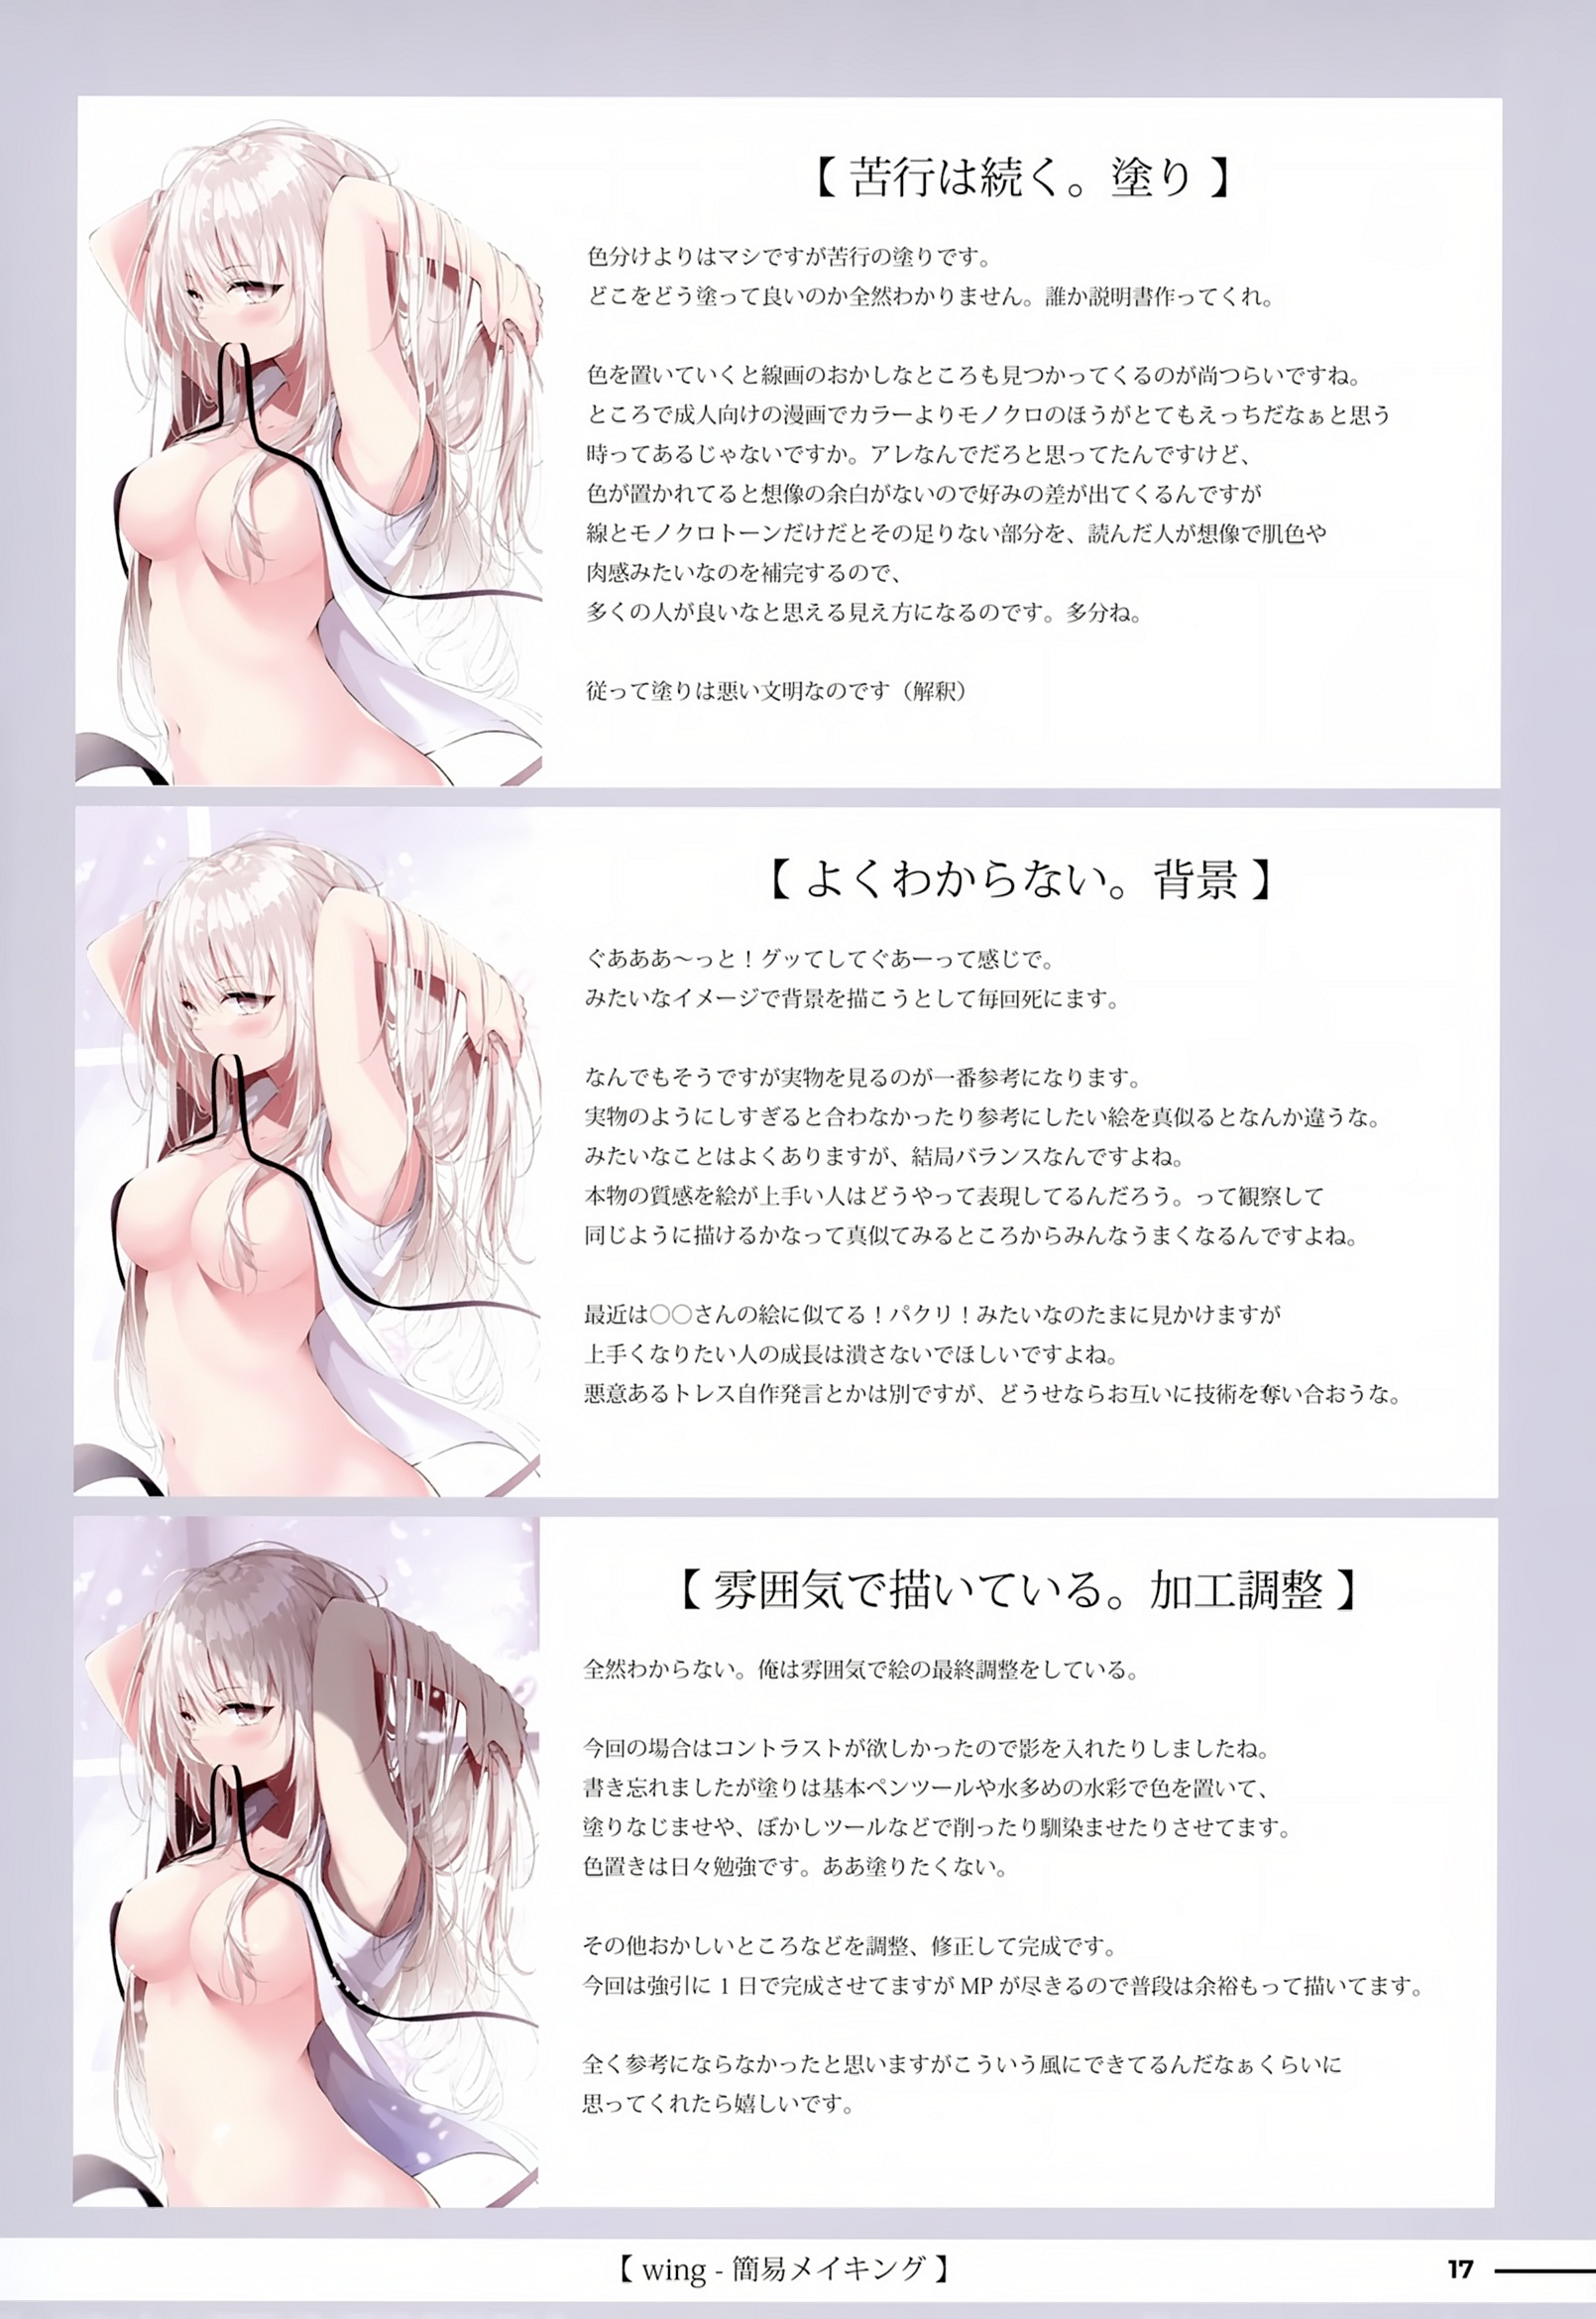 【 苦行は続く。塗り 】
色分けよりはマシですが苦行の塗りです。
どこをどう塗って良いのか全然わかりません。誰か説明書作ってくれ。
色を置いていくと線画のおかしなところも見つかってくるのが尚つらいですね。
ところで成人向けの漫画でカラーよりモノクロのほうがとてもえっちだなぁと思う
時ってあるじゃないですか。アレなんでだろと思ってたんですけど、
色が置かれてると想像の余白がないので好みの差が出てくるんですが
線とモノクロトーンだけだとその足りない部分を、読んだ人が想像で肌色や
肉感みたいなのを補完するので、
多くの人が良いなと思える見え方になるのです。多分ね。
従って塗りは悪い文明なのです（解釈）
【 よくわからない。背景 】
ぐあああ〜っと！グッてしてぐあーって感じで。
みたいなイメージで背景を描こうとして毎回死にます。
なんでもそうですが実物を見るのが一番参考になります。
実物のようにしすぎると合わなかったり参考にしたい絵を真似るとなんか違うな。
みたいなことはよくありますが、結局バランスなんですよね。
本物の質感を絵が上手い人はどうやって表現してるんだろう。って観察して
同じように描けるかなって真似てみるところからみんなうまくなるんですよね。
最近は〇〇さんの絵に似てる！パクリ！みたいなのたまに見かけますが
上手くなりたい人の成長は潰さないでほしいですよね。
悪意あるトレス自作発言とかは別ですが、どうせならお互いに技術を奪い合おうな。
【 雰囲気で描いている。加工調整 】
全然わからない。俺は雰囲気で絵の最終調整をしている。
今回の場合はコントラストが欲しかったので影を入れたりしましたね。
書き忘れましたが塗りは基本ペンツールや水多めの水彩で色を置いて、
塗りなじませや、ぼかしツールなどで削ったり馴染ませたりさせてます。
色置きは日々勉強です。ああ塗りたくない。
その他おかしいところなどを調整、修正して完成です。
今回は強引に 1 日で完成させてますが MP が尽きるので普段は余裕もって描いてます。
全く参考にならなかったと思いますがこういう風にできてるんだなぁくらいに
思ってくれたら嬉しいです。
【 wing - 簡易メイキング 】
17